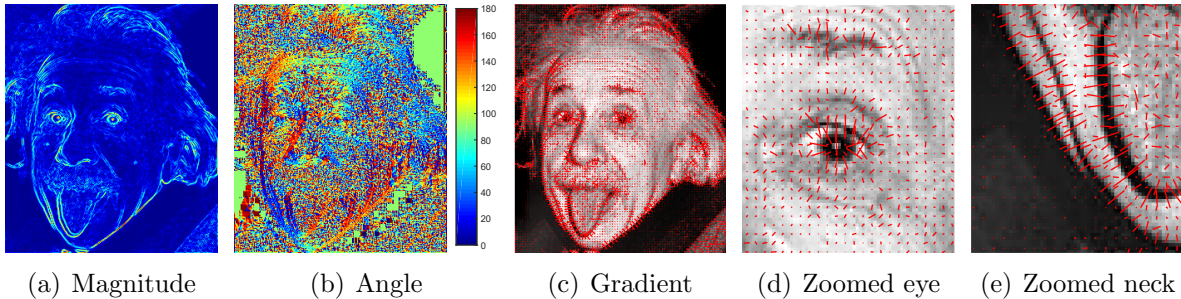 180
160
140
120
100
80
60
40
20
0
(a) Magnitude
(b) Angle
(c) Gradient
(d) Zoomed eye
(e) Zoomed neck